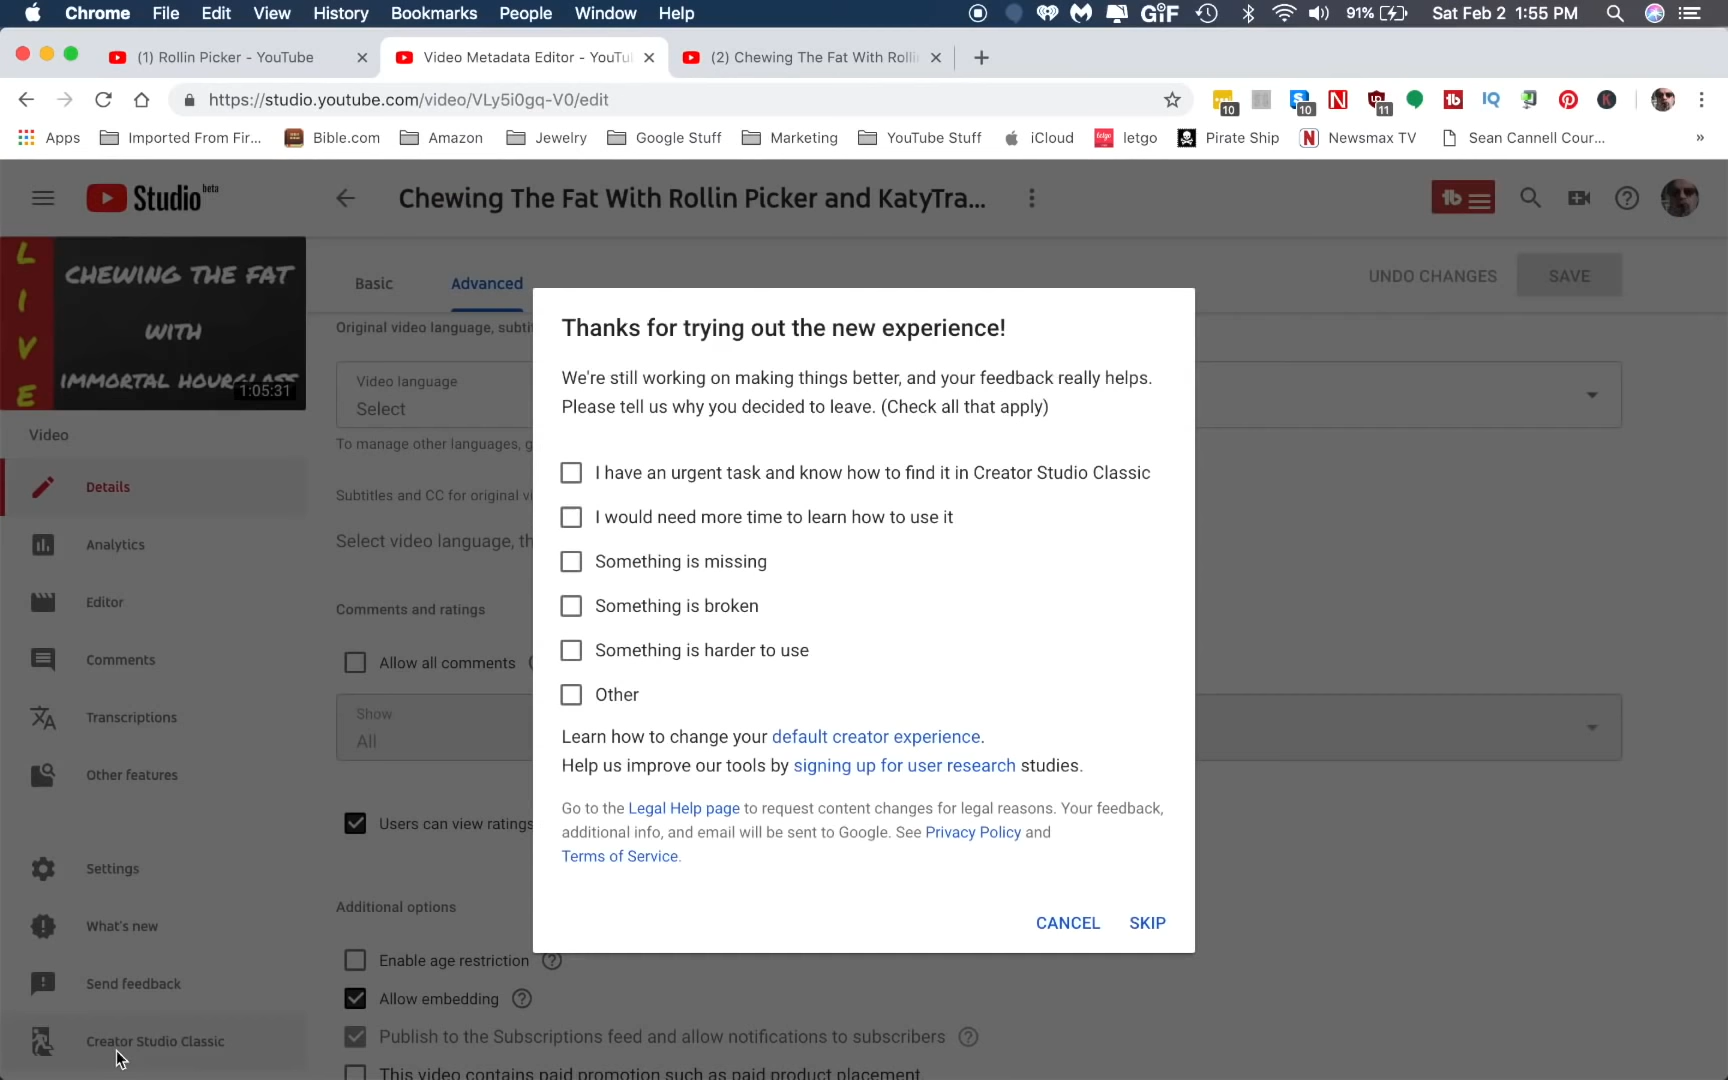 Chrome File Edit View History Bookmarks People Window Help GIF 91% Sat Feb 2 1:55 PM
(1) Rollin Picker - YouTube Video Metadata Editor - YouTu (2) Chewing The Fat With Rolli
https://studio.youtube.com/video/VLy5i0gq-V0/edit 10 10 N 11 tb IQ K
Apps Imported From Fir... Bible.com Amazon Jewelry Google Stuff Marketing YouTube Stuff iCloud letgo letgo Pirate Ship N Newsmax TV Sean Cannell Cour... »
Studio beta Chewing The Fat With Rollin Picker and KatyTra... tb
LIVE
CHEWING THE FAT
WITH
IMMORTAL HOURGLASS
1:05:31
Video
Details
Analytics
Editor
Comments
Transcriptions
Other features
Settings
What's new
Send feedback
Creator Studio Classic
Basic Advanced UNDO CHANGES SAVE
Original video language, subti
Video language
Select
To manage other languages, g
Subtitles and CC for original vi
Select video language, th
Comments and ratings
Allow all comments
Show
All
Users can view ratings
Additional options
Enable age restriction
Allow embedding
Publish to the Subscriptions feed and allow notifications to subscribers
This video contains paid promotion such as paid product placement
Thanks for trying out the new experience!
We're still working on making things better, and your feedback really helps.
Please tell us why you decided to leave. (Check all that apply)
I have an urgent task and know how to find it in Creator Studio Classic
I would need more time to learn how to use it
Something is missing
Something is broken
Something is harder to use
Other
Learn how to change your default creator experience.
Help us improve our tools by signing up for user research studies.
Go to the Legal Help page to request content changes for legal reasons. Your feedback,
additional info, and email will be sent to Google. See Privacy Policy and
Terms of Service.
CANCEL SKIP